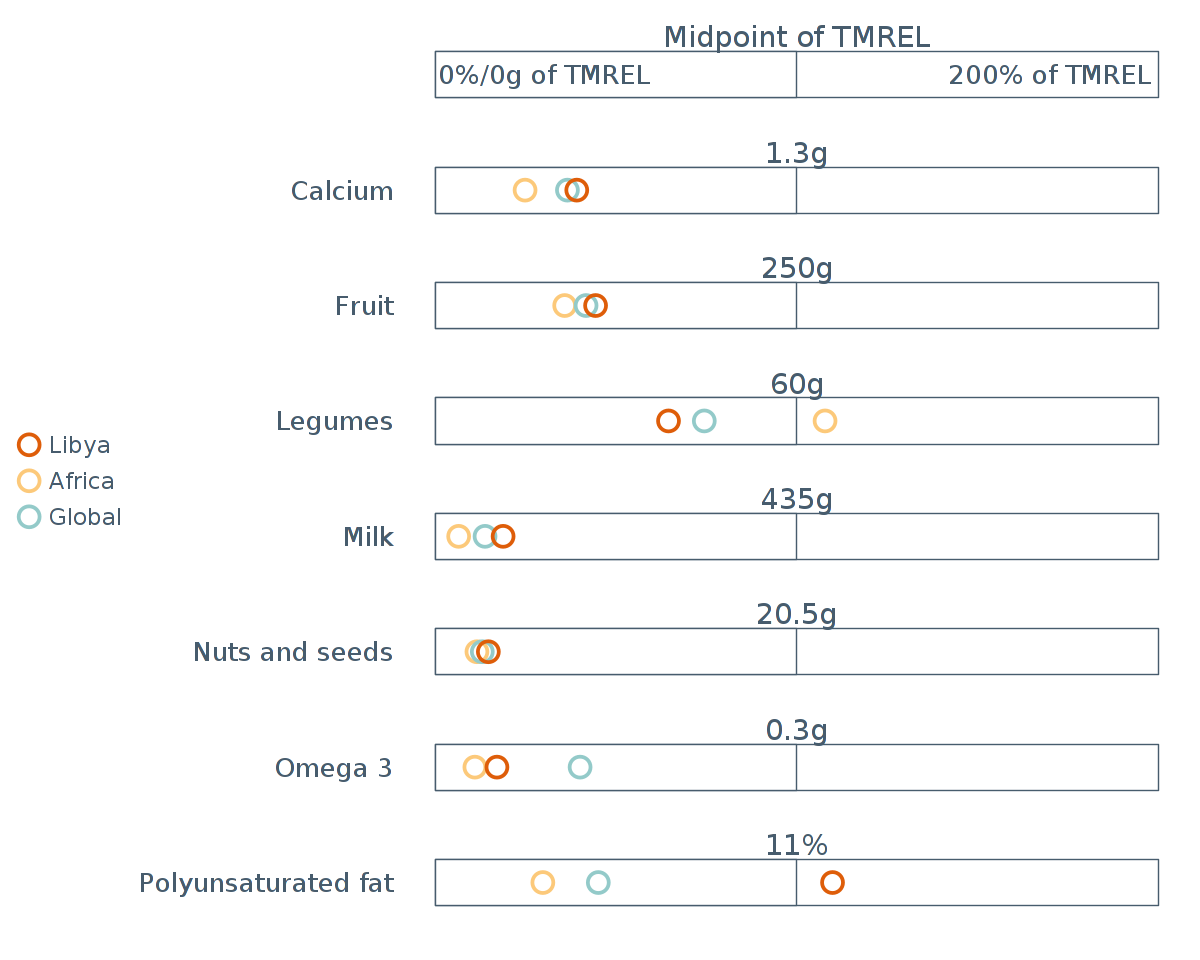 Midpoint of TMREL
0%/0g of TMREL
200% of TMREL
1.3g
Calcium
250g
Fruit
60g
Legumes
Libya
Africa
Global
435g
Milk
20.5g
Nuts and seeds
0.3g
Omega 3
11%
Polyunsaturated fat